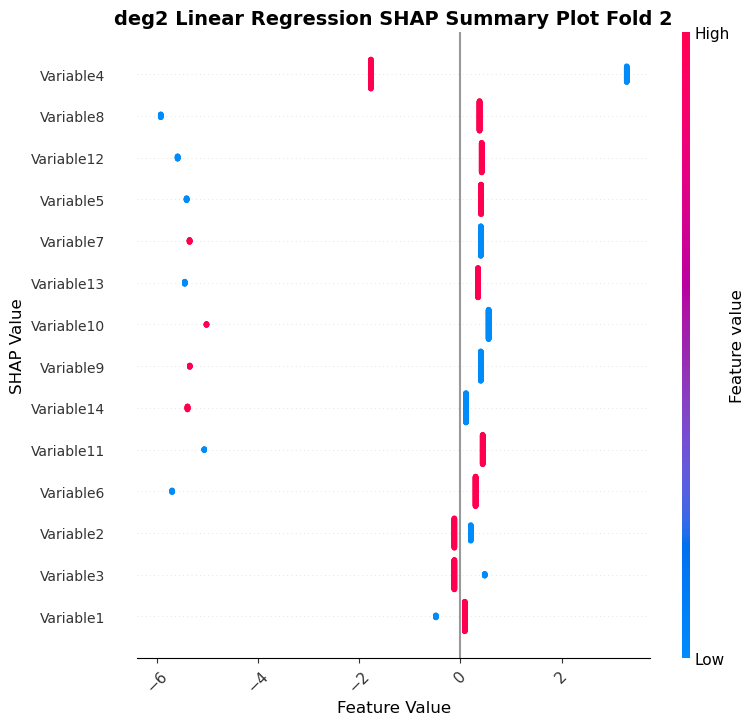 deg2 Linear Regression SHAP Summary Plot Fold 2
High
Variable4
Variable8
Variable12
Variable5
Variable7
Variable13
Variable10
Variable9
Variable14
Variable11
Variable6
Variable2
Variable3
Variable1
SHAP Value
Feature value
Low
−6
−4
−2
0
2
Feature Value